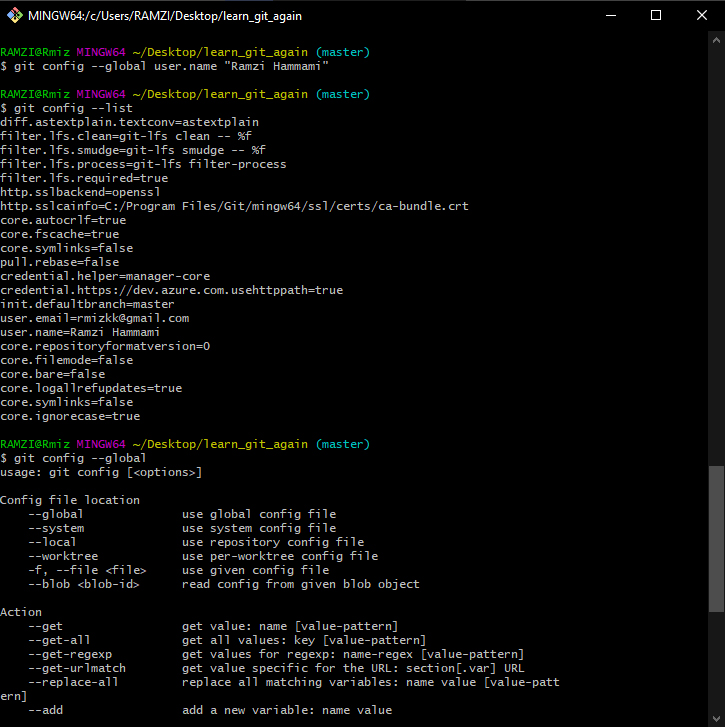 MINGW64:/c/Users/RAMZI/Desktop/learn_git_again
RAMZI@Rmiz MINGW64 ~/Desktop/learn_git_again (master)
$ git config --global user.name "Ramzi Hammami"
RAMZI@Rmiz MINGW64 ~/Desktop/learn_git_again (master)
$ git config --list
diff.astextplain.textconv=astextplain
filter.lfs.clean=git-lfs clean -- %f
filter.lfs.smudge=git-lfs smudge -- %f
filter.lfs.process=git-lfs filter-process
filter.lfs.required=true
http.sslbackend=openssl
http.sslcainfo=C:/Program Files/Git/mingw64/ssl/certs/ca-bundle.crt
core.autocrlf=true
core.fscache=true
core.symlinks=false
pull.rebase=false
credential.helper=manager-core
credential.https://dev.azure.com.usehttppath=true
init.defaultbranch=master
user.email=rmizkk@gmail.com
user.name=Ramzi Hammami
core.repositoryformatversion=0
core.filemode=false
core.bare=false
core.logallrefupdates=true
core.symlinks=false
core.ignorecase=true
RAMZI@Rmiz MINGW64 ~/Desktop/learn_git_again (master)
$ git config --global
usage: git config [<options>]
Config file location
    --global              use global config file
    --system              use system config file
    --local               use repository config file
    --worktree            use per-worktree config file
    -f, --file <file>     use given config file
    --blob <blob-id>      read config from given blob object
Action
    --get                 get value: name [value-pattern]
    --get-all             get all values: key [value-pattern]
    --get-regexp          get values for regexp: name-regex [value-pattern]
    --get-urlmatch        get value specific for the URL: section[.var] URL
    --replace-all         replace all matching variables: name value [value-patt
ern]
    --add                 add a new variable: name value